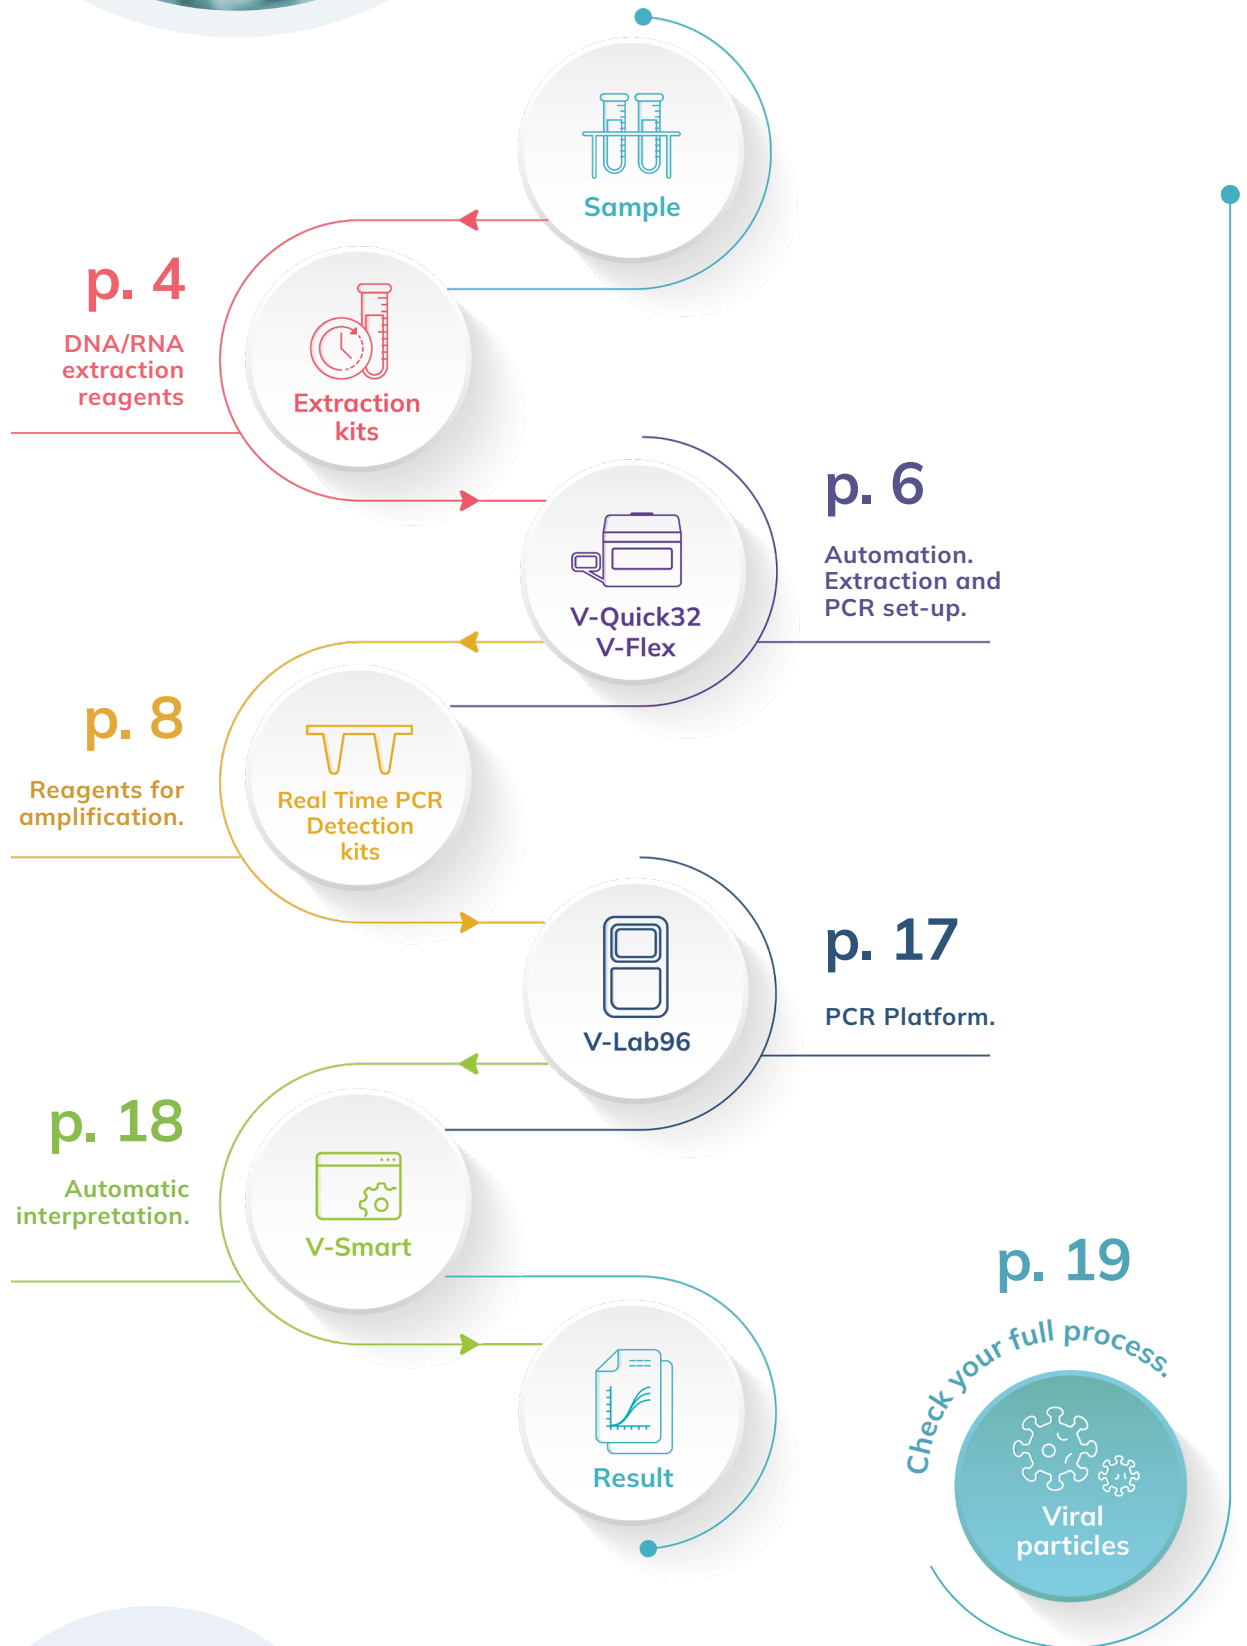 Sample
p. 4
DNA/RNA
extraction
reagents
Extraction
kits
p. 6
Automation.
Extraction and
PCR set-up.
V-Quick32
V-Flex
p. 8
Reagents for
amplification.
Real Time PCR
Detection
kits
p. 17
PCR Platform.
V-Lab96
p. 18
Automatic
interpretation.
V-Smart
Result
p. 19
Check your full process.
Viral
particles